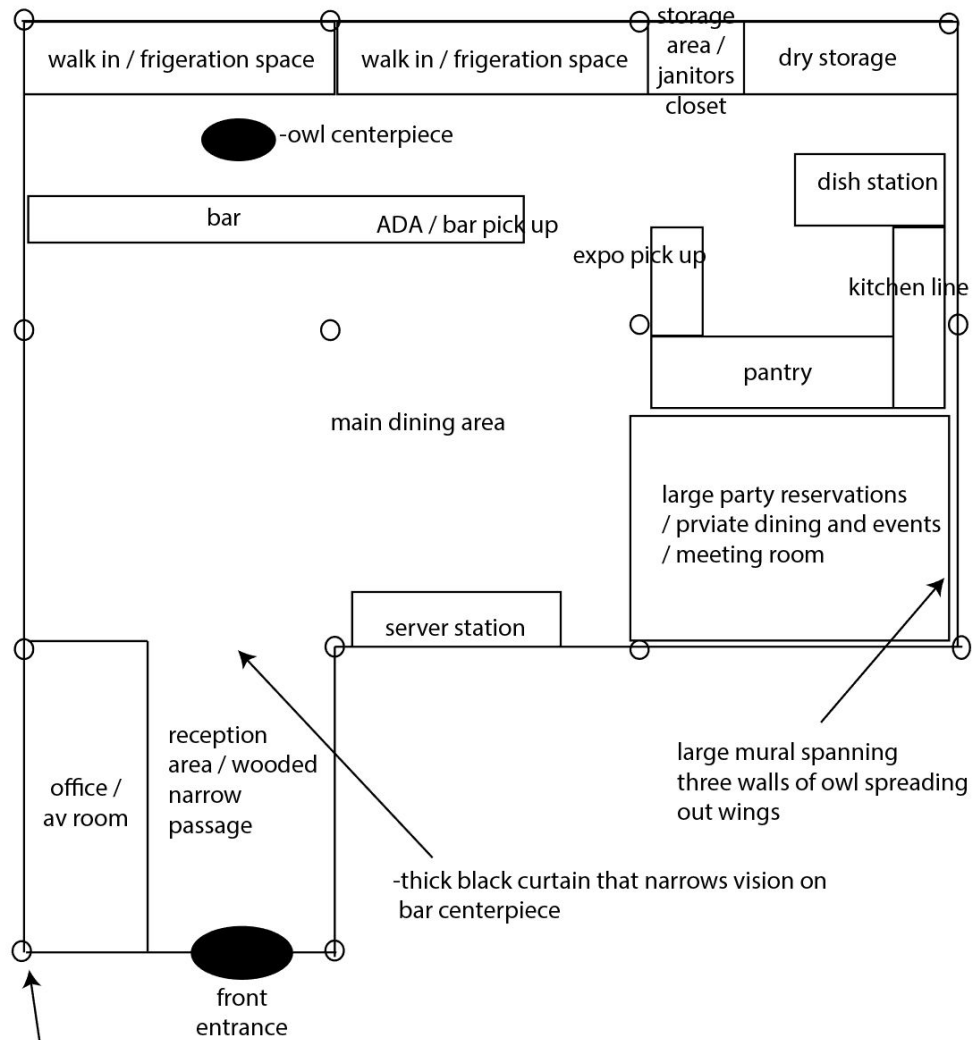 walk in / frigeration space
walk in / frigeration space
storage
area /
janitors
closet
dry storage
-owl centerpiece
dish station
bar
ADA / bar pick up
expo pick up
kitchen line
pantry
main dining area
large party reservations
/ prviate dining and events
/ meeting room
server station
reception
area / wooded
narrow
passage
office /
av room
large mural spanning
three walls of owl spreading
out wings
-thick black curtain that narrows vision on
bar centerpiece
front
entrance